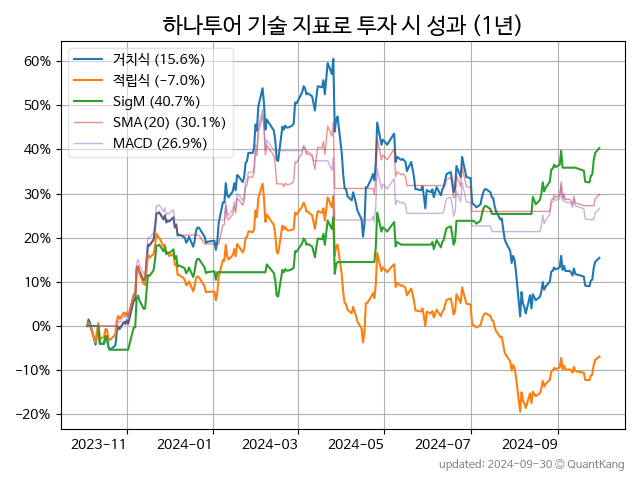 하나투어 기술 지표로 투자 시 성과 (1년)
60%
50%
40%
30%
20%
10%
0%
−10%
−20%
거치식 (15.6%)
적립식 (−7.0%)
SigM (40.7%)
SMA(20) (30.1%)
MACD (26.9%)
2023-11
2024-01
2024-03
2024-05
2024-07
2024-09
updated: 2024-09-30 © QuantKang